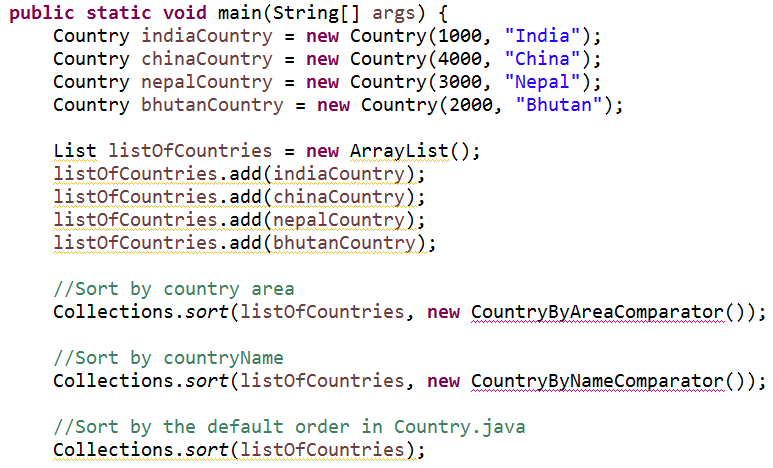 public static void main(String[] args) {
Country indiaCountry = new Country(1000, "India");
Country chinaCountry = new Country(4000, "China");
Country nepalCountry = new Country(3000, "Nepal");
Country bhutanCountry = new Country(2000, "Bhutan");
List listOfCountries = new ArrayList();
listOfCountries.add(indiaCountry);
listOfCountries.add(chinaCountry);
listOfCountries.add(nepalCountry);
listOfCountries.add(bhutanCountry);
//Sort by country area
Collections.sort(listOfCountries, new CountryByAreaComparator());
//Sort by countryName
Collections.sort(listOfCountries, new CountryByNameComparator());
//Sort by the default order in Country.java
Collections.sort(listOfCountries);